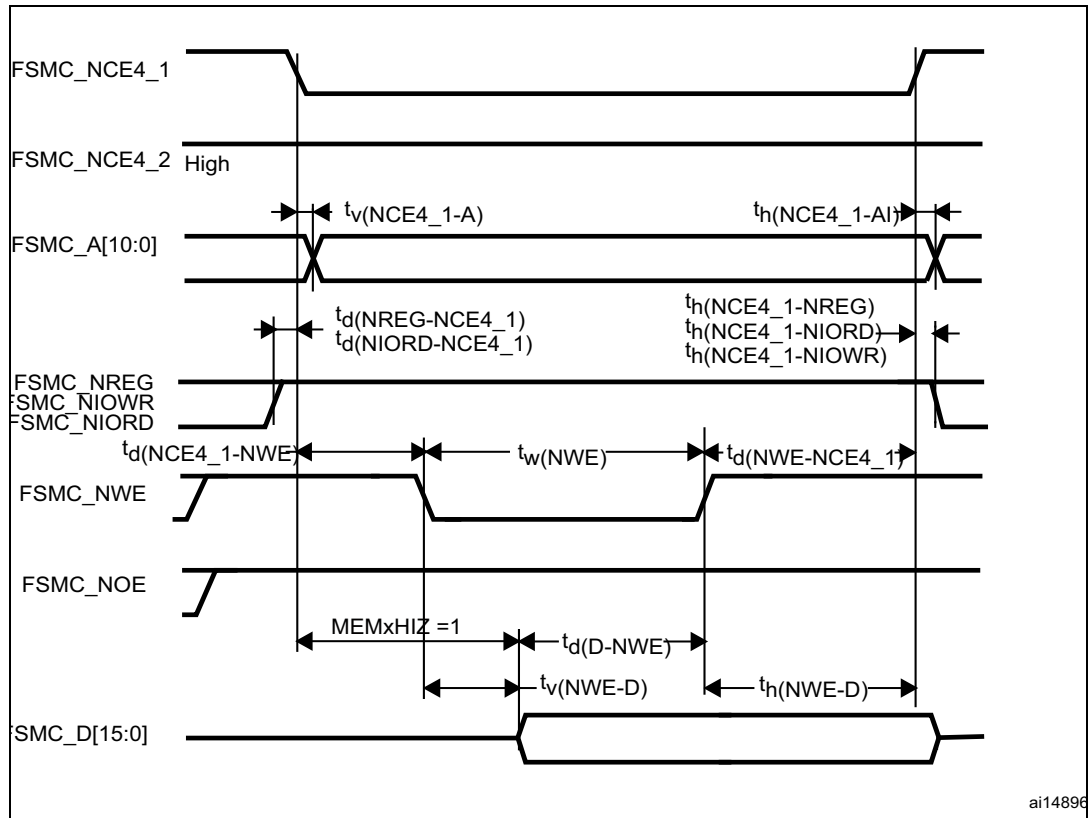 FSMC_NCE4_1
FSMC_NCE4_2 High
tv(NCE4_1-A) th(NCE4_1-AI)
FSMC_A[10:0]
td(NREG-NCE4_1)
td(NIORD-NCE4_1)
th(NCE4_1-NREG)
th(NCE4_1-NIORD)
th(NCE4_1-NIOWR)
FSMC_NREG
FSMC_NIOWR
FSMC_NIORD
td(NCE4_1-NWE) tw(NWE) td(NWE-NCE4_1)
FSMC_NWE
FSMC_NOE
MEMxHIZ =1 td(D-NWE)
tv(NWE-D) th(NWE-D)
FSMC_D[15:0]
ai14896